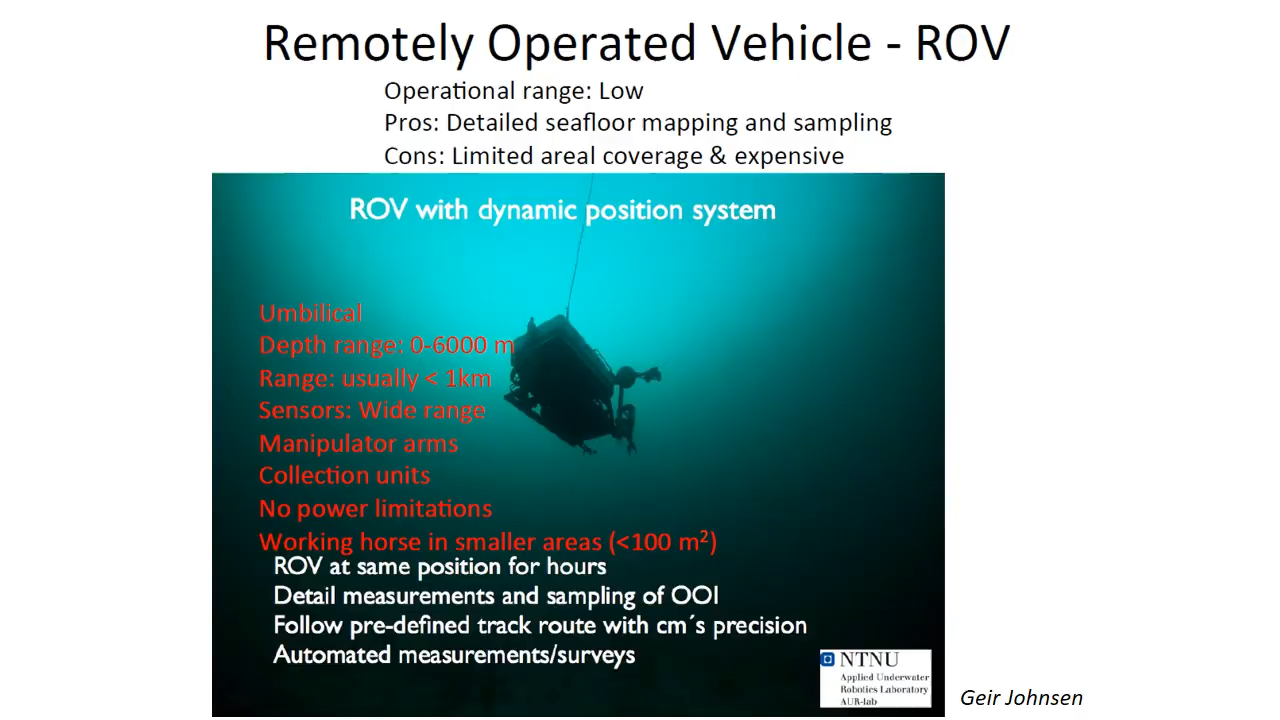 Remotely Operated Vehicle - ROV
Operational range: Low
Pros: Detailed seafloor mapping and sampling
Cons: Limited areal coverage & expensive
ROV with dynamic position system
Umbilical
Depth range: 0-6000 m
Range: usually < 1km
Sensors: Wide range
Manipulator arms
Collection units
No power limitations
Working horse in smaller areas (<100 m²)
ROV at same position for hours
Detail measurements and sampling of OOI
Follow pre-defined track route with cm´s precision
Automated measurements/surveys
NTNU
Applied Underwater
Robotics Laboratory
AUR-lab
Geir Johnsen